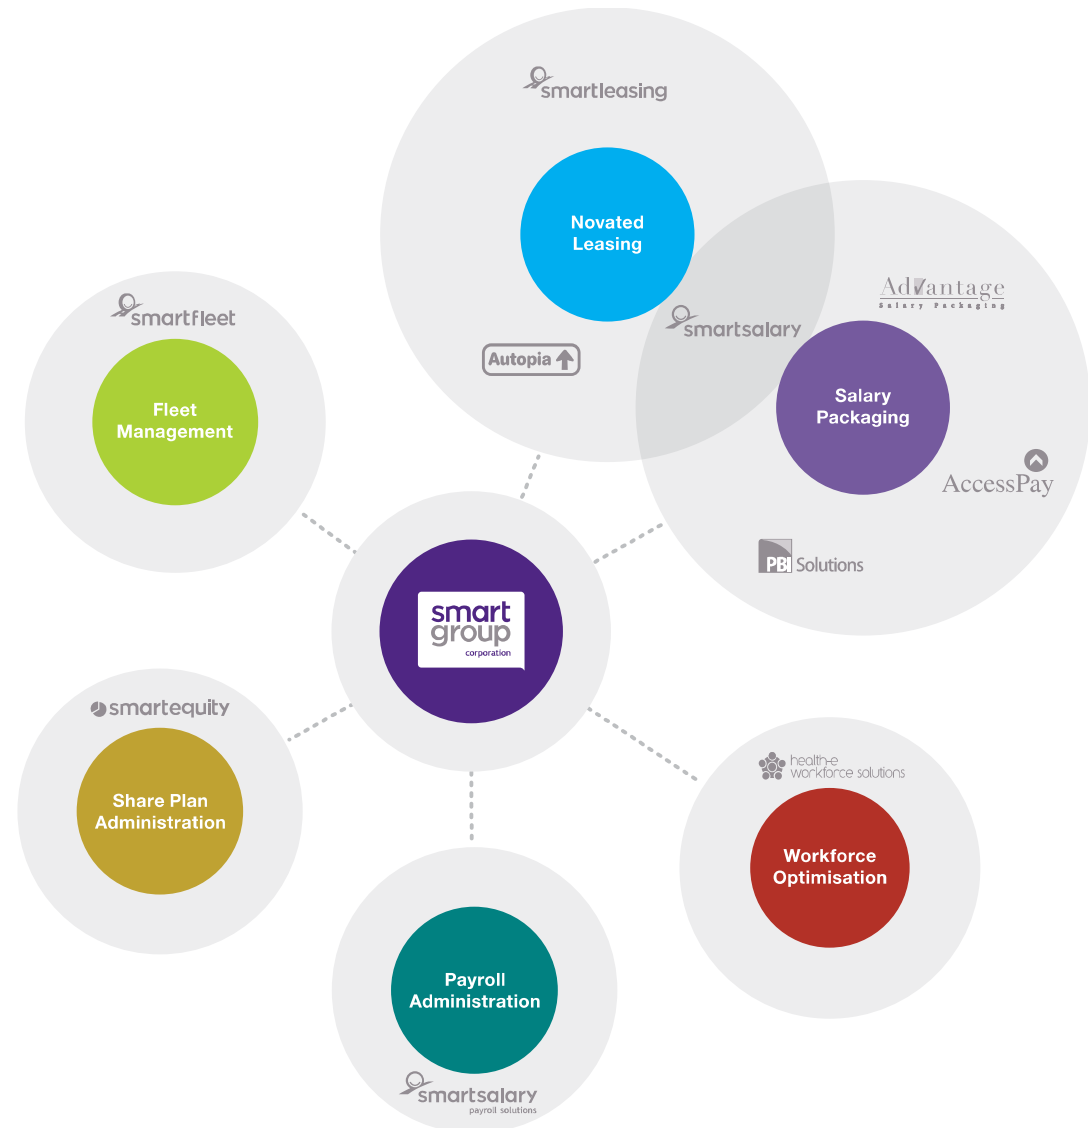 smartleasing
Novated
Leasing
Advantage
Salary Packaging
smartsalary
smartfleet
Autopia
Fleet
Management
Salary
Packaging
AccessPay
PBI Solutions
smart
group
corporation
smartequity
health-e
workforce solutions
Share Plan
Administration
Workforce
Optimisation
Payroll
Administration
smartsalary
payroll solutions